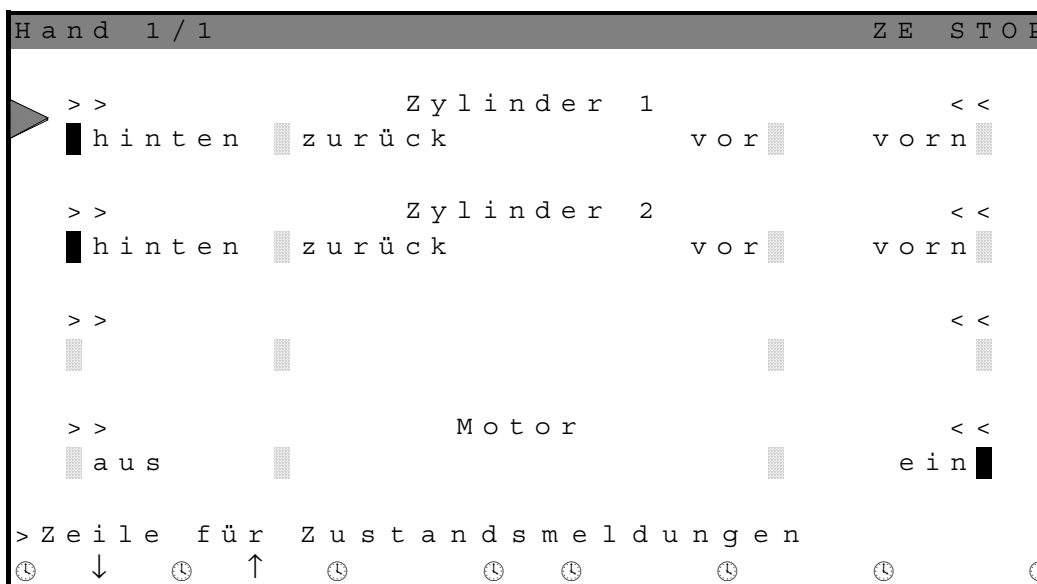 Hand 1/1 ZE STOP
>> Zylinder 1 <<
hinten zurück vor vorn
>> Zylinder 2 <<
hinten zurück vor vorn
>> <<
>> Motor <<
aus ein
>Zeile für Zustandsmeldungen
↓ ↑